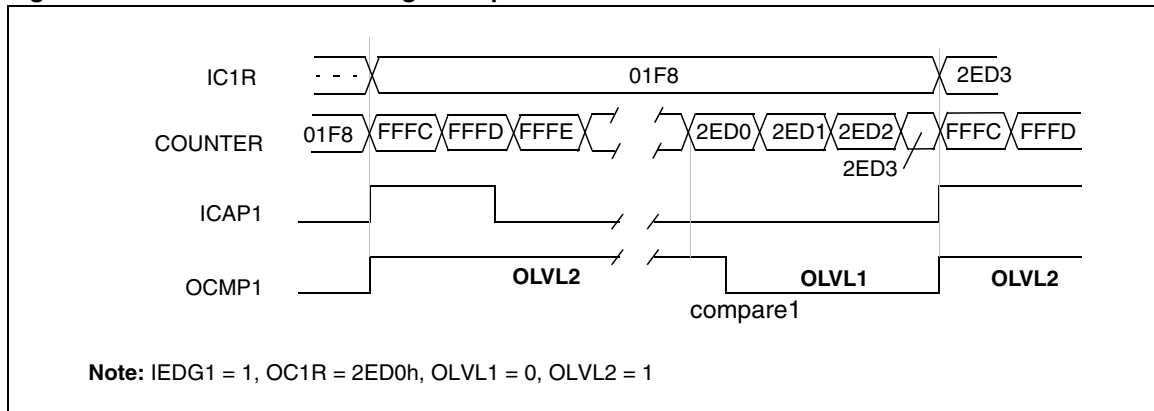 IC1R - - - 01F8 2ED3
COUNTER 01F8 FFFC FFFD FFFE 2ED0 2ED1 2ED2 FFFC FFFD
2ED3
ICAP1
OCMP1 OLVL2 OLVL1 OLVL2
compare1
Note: IEDG1 = 1, OC1R = 2ED0h, OLVL1 = 0, OLVL2 = 1